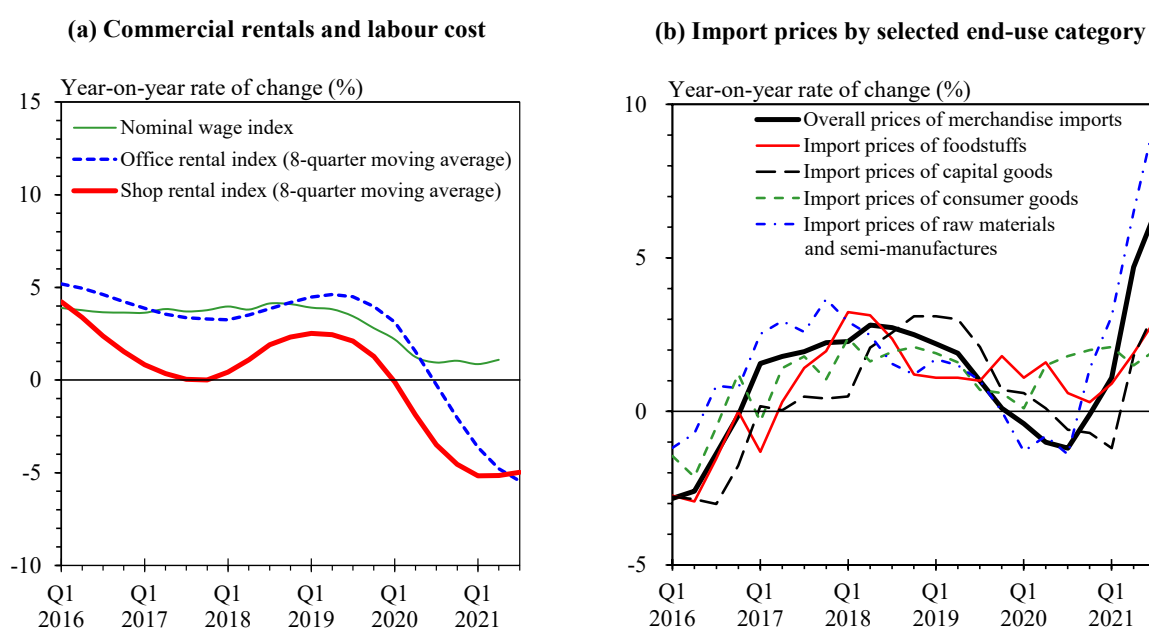 (a) Commercial rentals and labour cost
Year-on-year rate of change (%)
15
Nominal wage index
Office rental index (8-quarter moving average)
Shop rental index (8-quarter moving average)
10
5
0
-5
-10
Q1 Q1 Q1 Q1 Q1 Q1
2016 2017 2018 2019 2020 2021
(b) Import prices by selected end-use category
Year-on-year rate of change (%)
10
Overall prices of merchandise imports
Import prices of foodstuffs
Import prices of capital goods
Import prices of consumer goods
Import prices of raw materials
and semi-manufactures
5
0
-5
Q1 Q1 Q1 Q1 Q1 Q1
2016 2017 2018 2019 2020 2021